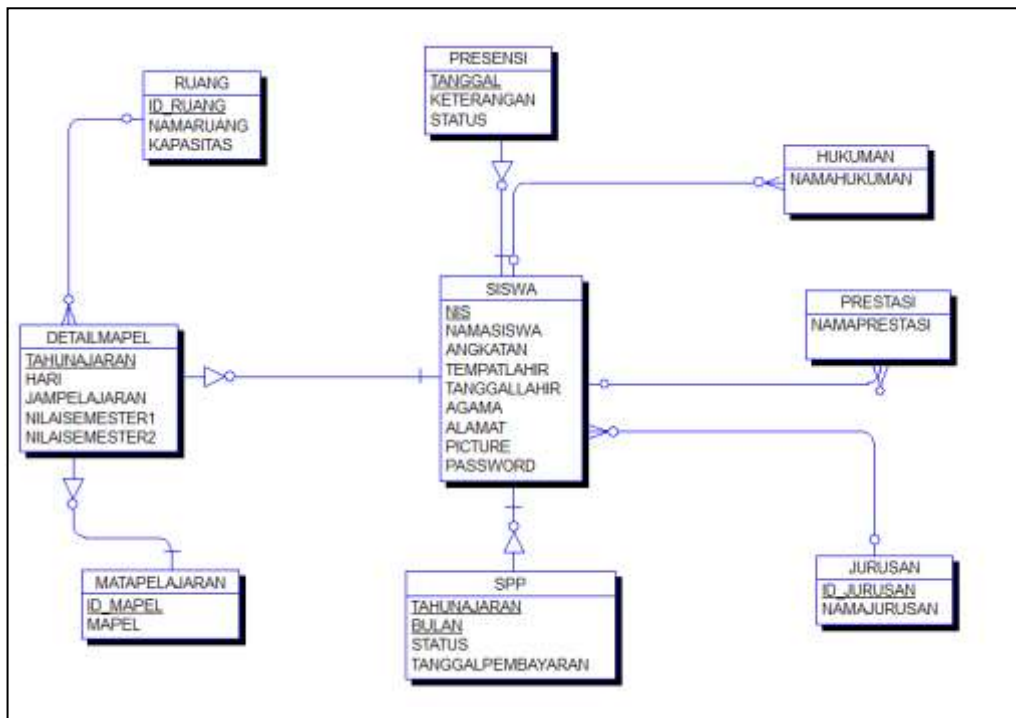 PRESENSI
TANGGAL
KETERANGAN
STATUS
RUANG
ID_RUANG
NAMARUANG
KAPASITAS
HUKUMAN
NAMAHUKUMAN
SISWA
NIS
NAMASISWA
ANGKATAN
TEMPATLAHIR
TANGGALLAHIR
AGAMA
ALAMAT
PICTURE
PASSWORD
PRESTASI
NAMAPRESTASI
DETAILMAPEL
TAHUNAJARAN
HARI
JAMPELAJARAN
NILAISEMESTER1
NILAISEMESTER2
MATAPELAJARAN
ID_MAPEL
MAPEL
SPP
TAHUNAJARAN
BULAN
STATUS
TANGGALPEMBAYARAN
JURUSAN
ID_JURUSAN
NAMAJURUSAN